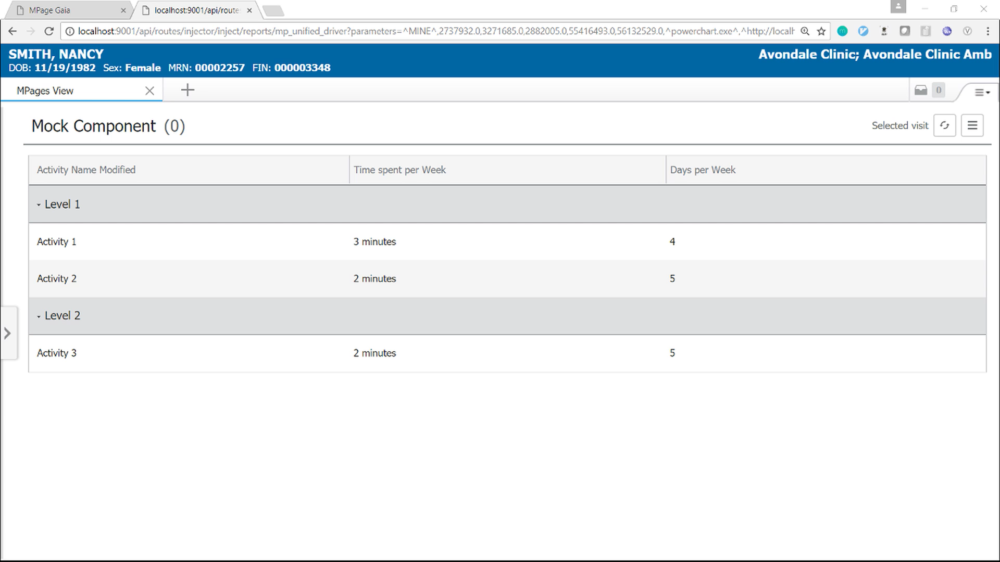 MPage Gaia
localhost:9001/api/route
localhost:9001/api/routes/injector/inject/reports/mp_unified_driver?parameters=^MINE^,2737932.0,3271685.0,2882005.0,55416493.0,56132529.0,^powerchart.exe^,^http://localh
SMITH, NANCY
Avondale Clinic; Avondale Clinic Amb
DOB: 11/19/1982 Sex: Female MRN: 00002257 FIN: 000003348
MPages View
0
Mock Component (0)
Selected visit
Activity Name Modified Time spent per Week Days per Week
Level 1
Activity 1 3 minutes 4
Activity 2 2 minutes 5
Level 2
Activity 3 2 minutes 5